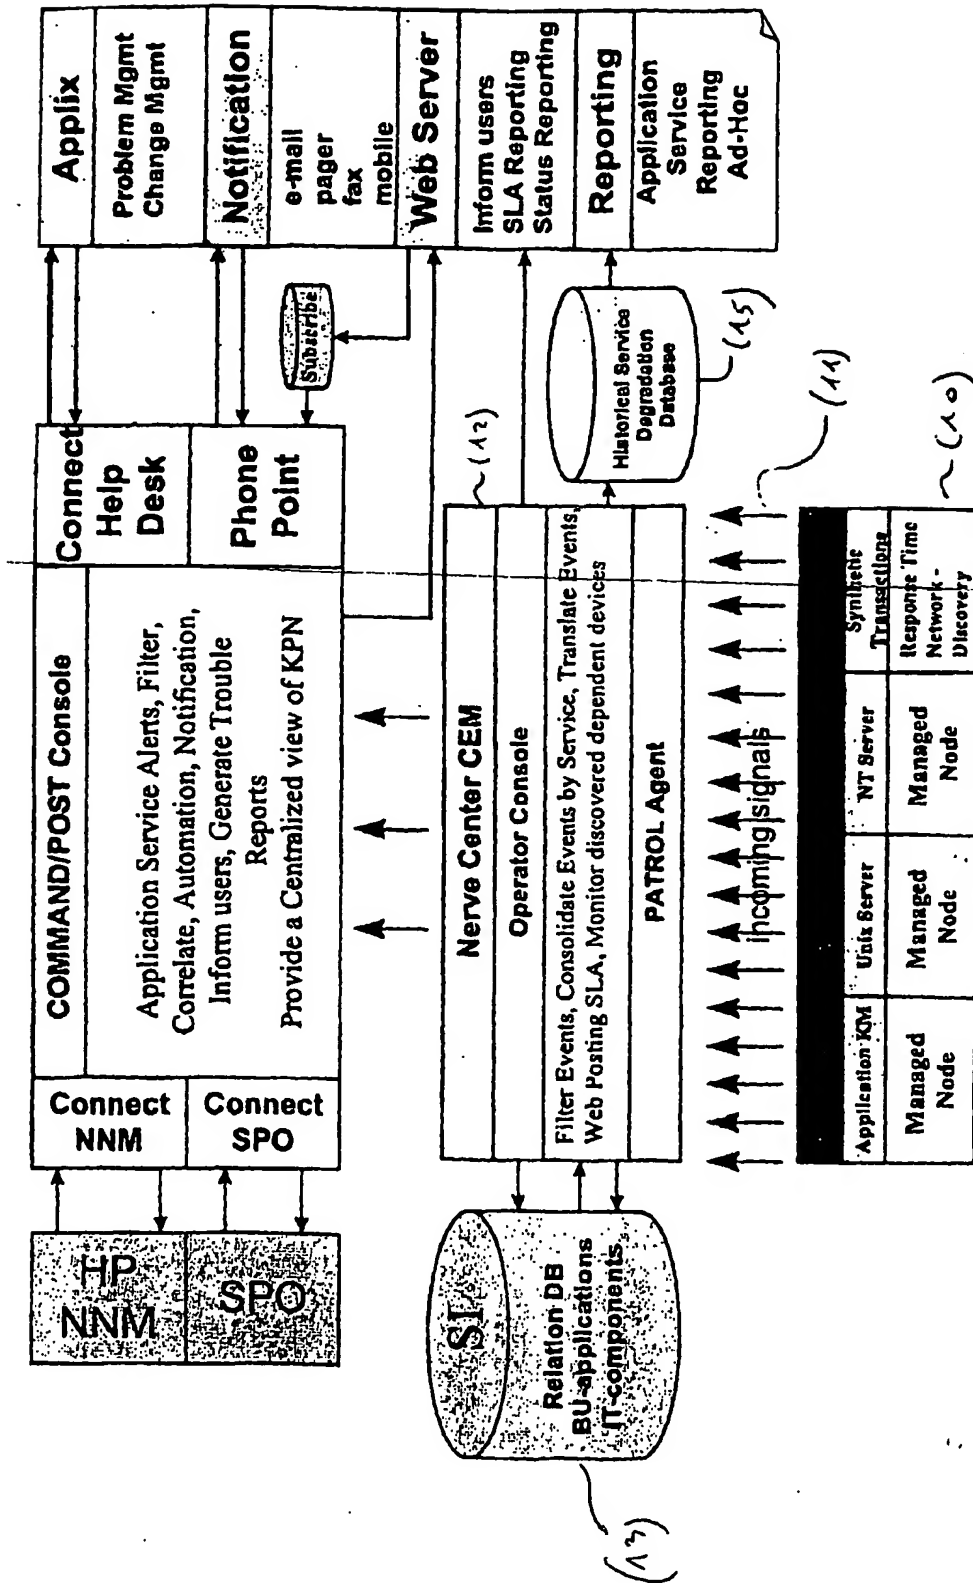 HP
NNM
SPO
Connect
NNM
Connect
SPO
COMMAND/POST Console
Application Service Alerts, Filter,
Correlate, Automation, Notification,
Inform users, Generate Trouble
Reports
Provide a Centralized view of KPN
Connect
Help
Desk
Phone
Point
Subscribe
Applix
Problem Mgmt
Change Mgmt
Notification
e-mail
pager
fax
mobile
Web Server
Inform users
SLA Reporting
Status Reporting
Reporting
Application
Service
Reporting
Ad-Hoc
SI
Relation DB
BU-applications
IT-components
(13)
Nerve Center CEM
(12)
Operator Console
Filter Events, Consolidate Events by Service, Translate Events,
Web Posting SLA, Monitor discovered dependent devices
PATROL Agent
Historical Service
Degradation
Database
(15)
incoming signals
(11)
Application KM
Managed
Node
Unix Server
Managed
Node
NT Server
Managed
Node
Synthetic
Transactions
Response Time
Network -
Discovery
(10)